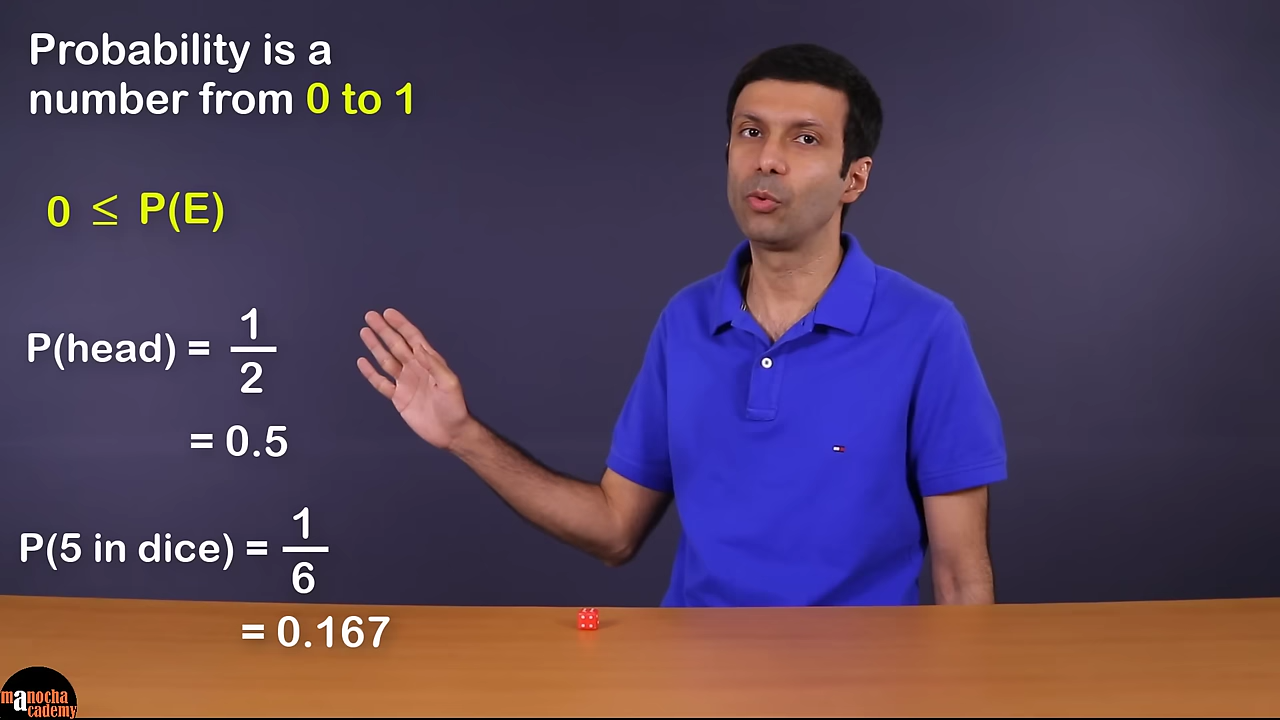 Probability is a
number from 0 to 1
0 ≤ P(E)
P(head) = 1/2
= 0.5
P(5 in dice) = 1/6
= 0.167
manocha
academy